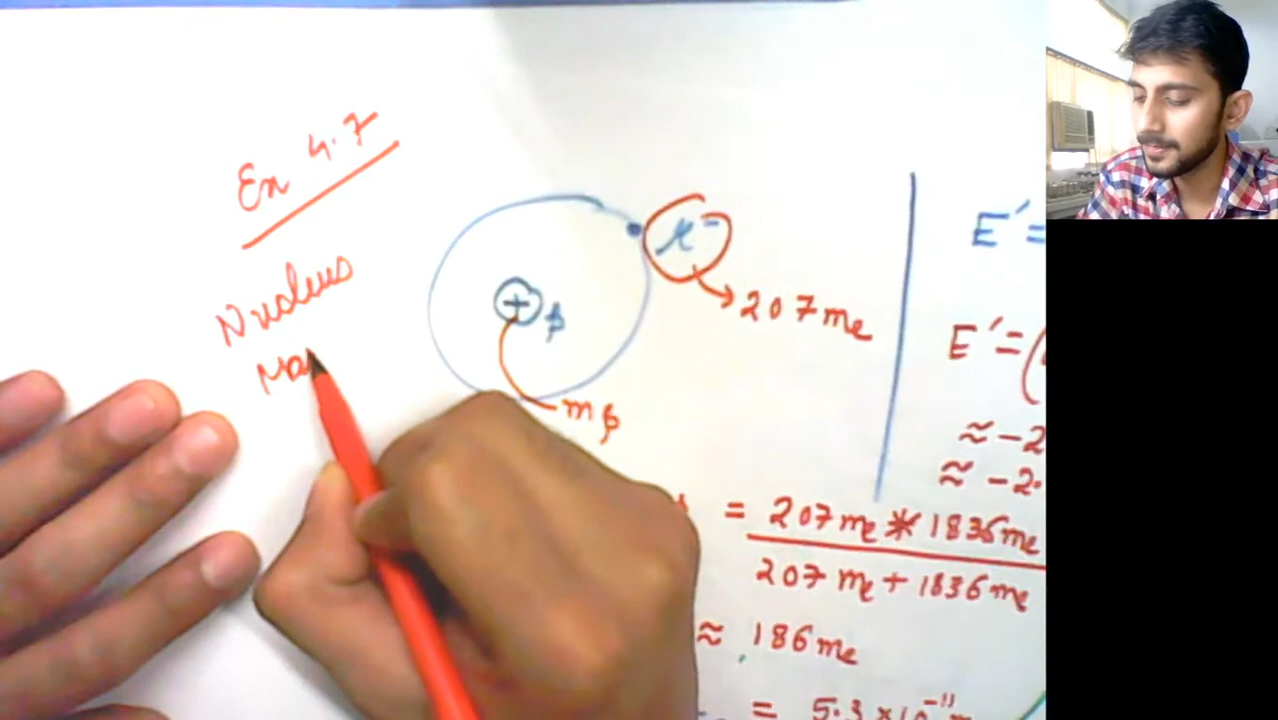 Ex 4.7
Nucleus
Ma
+ p
μ⁻
207 me
mp
E′=
E′=(
≈ -2
≈ -2.
= 207 me * 1836 me
207 me + 1836 me
≈ 186 me
= 5.3 × 10⁻¹¹ m